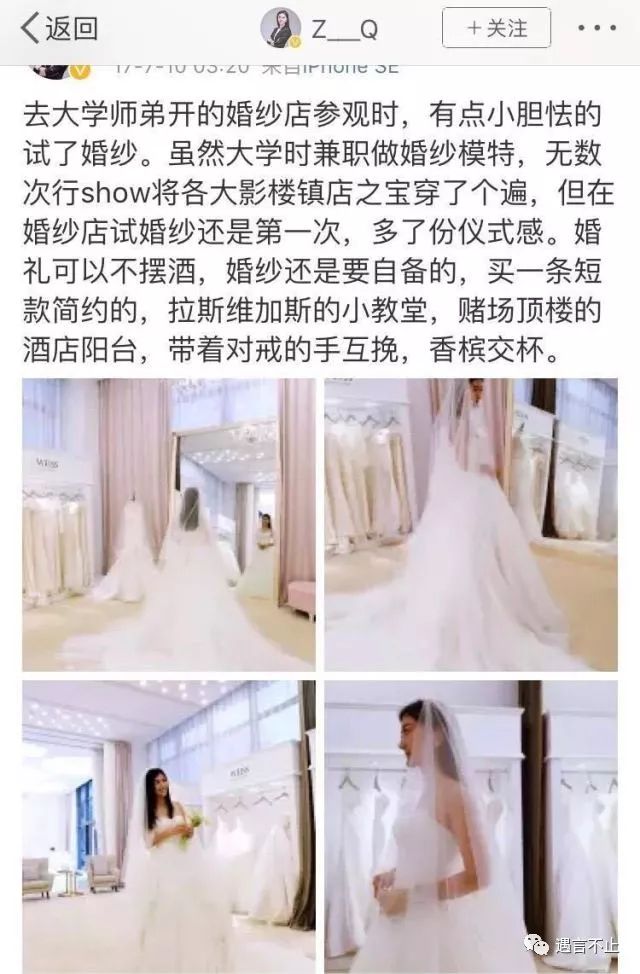 返回
Z___Q
+关注
17-7-10 03:20 来自iPhone SE
去大学师弟开的婚纱店参观时，有点小胆怯的
试了婚纱。虽然大学时兼职做婚纱模特，无数
次行show将各大影楼镇店之宝穿了个遍，但在
婚纱店试婚纱还是第一次，多了份仪式感。婚
礼可以不摆酒，婚纱还是要自备的，买一条短
款简约的，拉斯维加斯的小教堂，赌场顶楼的
酒店阳台，带着对戒的手互挽，香槟交杯。
遇言不止